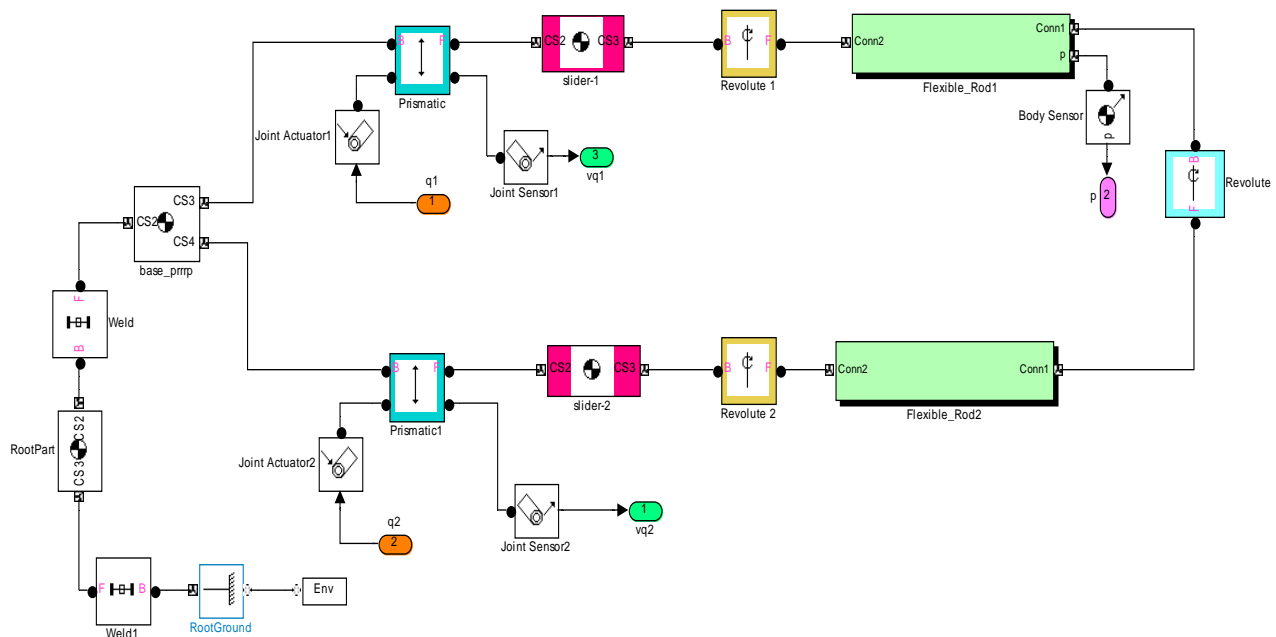 B
F
Prismatic
CS2
CS3
slider-1
B
F
Revolute 1
Conn2
Conn1
p
Flexible_Rod1
Joint Actuator1
Joint Sensor1
3
vq1
q1
1
Body Sensor
p
p
2
B
F
Revolute
CS2
CS3
CS4
base_prrrp
F
B
Weld
B
F
Prismatic1
CS2
CS3
slider-2
B
F
Revolute 2
Conn2
Conn1
Flexible_Rod2
RootPart
CS2
CS3
Joint Actuator2
Joint Sensor2
1
vq2
q2
2
F
B
Weld1
RootGround
Env